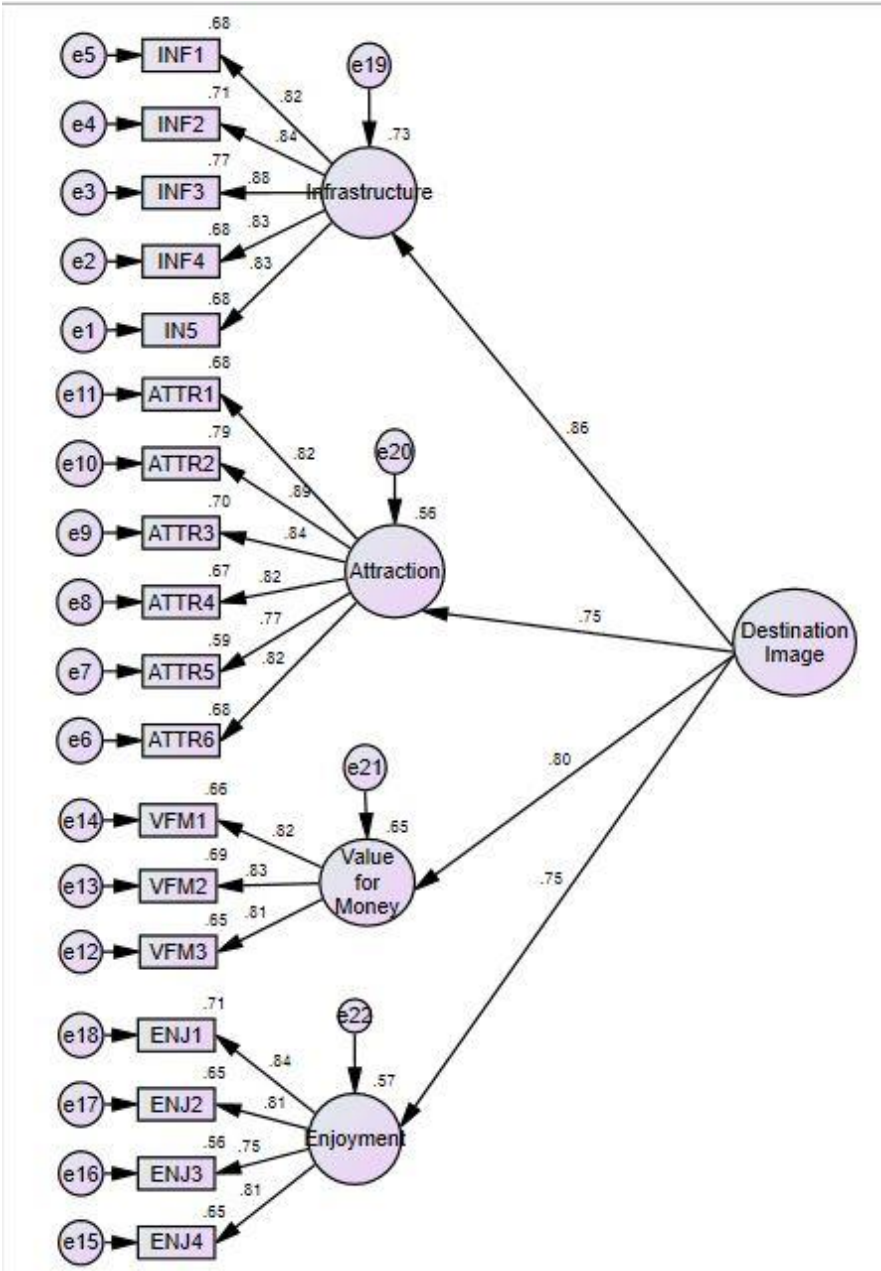 .68
e5
INF1
e19
.82
.71
e4
INF2
.84
.73
.77
e3
INF3
.88
Infrastructure
.68
.83
e2
INF4
.83
.68
e1
IN5
.68
e11
ATTR1
.86
.79
.82
e20
e10
ATTR2
.89
.70
.56
e9
ATTR3
.84
.67
.82
Attraction
e8
ATTR4
.77
.75
.59
Destination
Image
e7
ATTR5
.82
.68
e6
ATTR6
.80
e21
.66
e14
VFM1
.82
.65
.69
Value
for
Money
e13
VFM2
.83
.75
.65
.81
e12
VFM3
.71
e22
e18
ENJ1
.84
.65
.57
e17
ENJ2
.81
.56
.75
Enjoyment
e16
ENJ3
.81
.65
e15
ENJ4